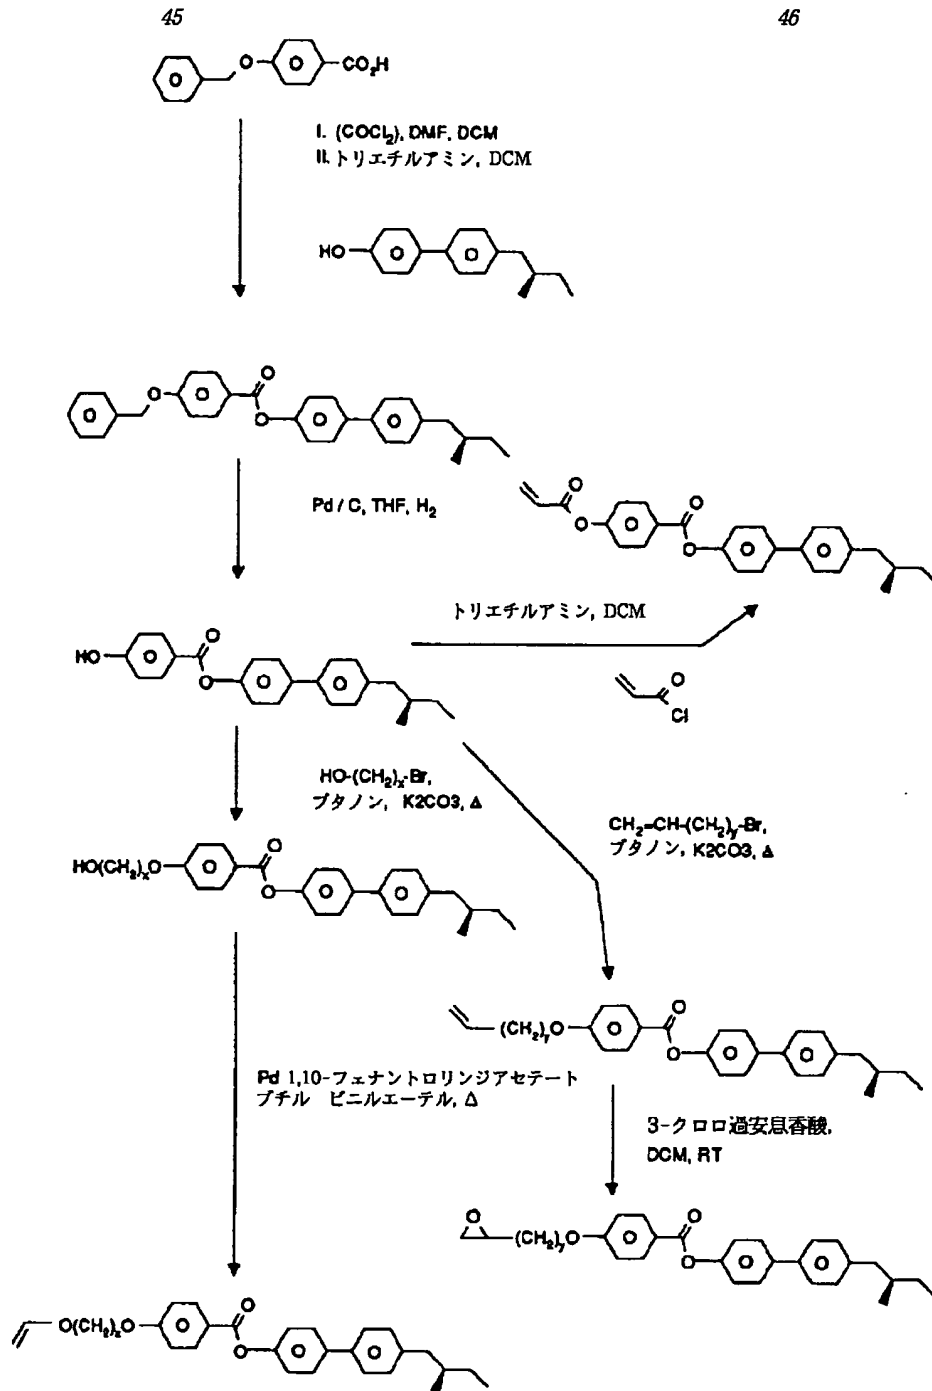 45
46
O
CO₂H
I. (COCl₂), DMF, DCM
II. トリエチルアミン, DCM
HO
O
O
O
Pd / C, THF, H₂
O
O
O
O
トリエチルアミン, DCM
HO
O
O
O
Cl
HO-(CH₂)ₓ-Br,
ブタノン, K2CO3, Δ
CH₂=CH-(CH₂)ᵧ-Br,
ブタノン, K2CO3, Δ
HO(CH₂)ₓO
O
O
(CH₂)ᵧO
O
O
Pd 1,10-フェナントロリンジアセテート
ブチル ビニルエーテル, Δ
3-クロロ過安息香酸,
DCM, RT
O
(CH₂)ᵧO
O
O
O(CH₂)ₓO
O
O